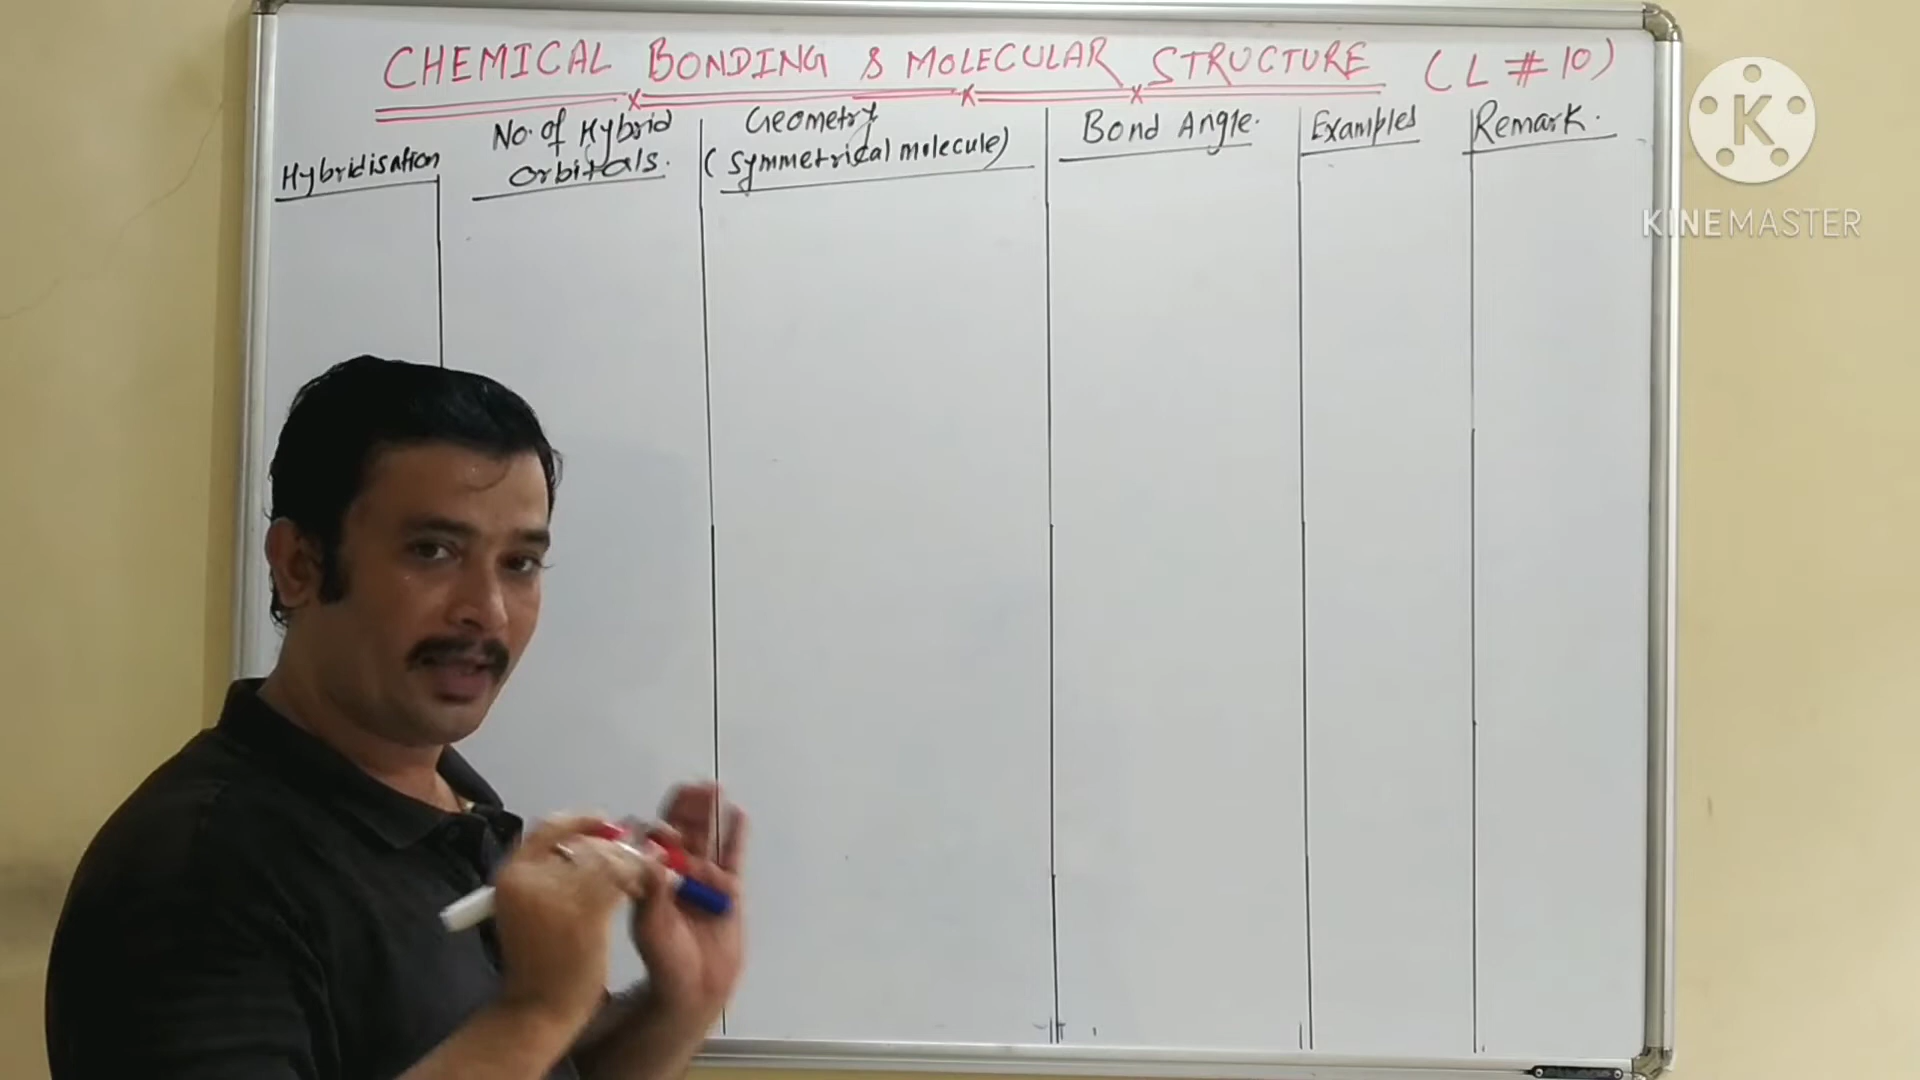 CHEMICAL BONDING & MOLECULAR STRUCTURE (L # 10)
Hybridisation
No. of Hybrid
orbitals.
Geometry
(symmetrical molecule)
Bond Angle.
Examples
Remark.
K
KINEMASTER